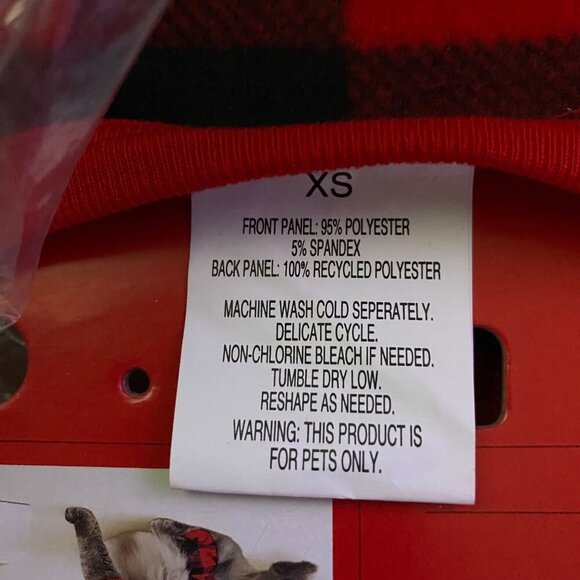 XS
FRONT PANEL: 95% POLYESTER
5% SPANDEX
BACK PANEL: 100% RECYCLED POLYESTER
MACHINE WASH COLD SEPERATELY.
DELICATE CYCLE.
NON-CHLORINE BLEACH IF NEEDED.
TUMBLE DRY LOW.
RESHAPE AS NEEDED.
WARNING: THIS PRODUCT IS
FOR PETS ONLY.